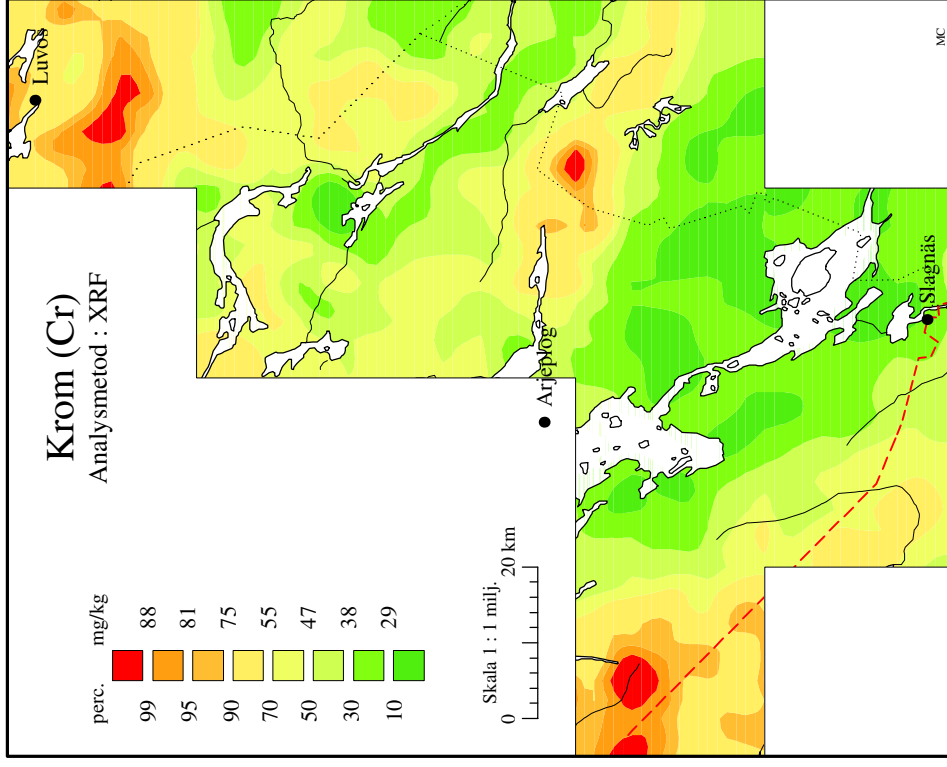 Krom (Cr)
Analysmetod : XRF
perc. mg/kg
99 88
95 81
90 75
70 55
50 47
30 38
10 29
Skala 1 : 1 milj.
0 20 km
Luvos
Arjeplog
Slagnäs
MC